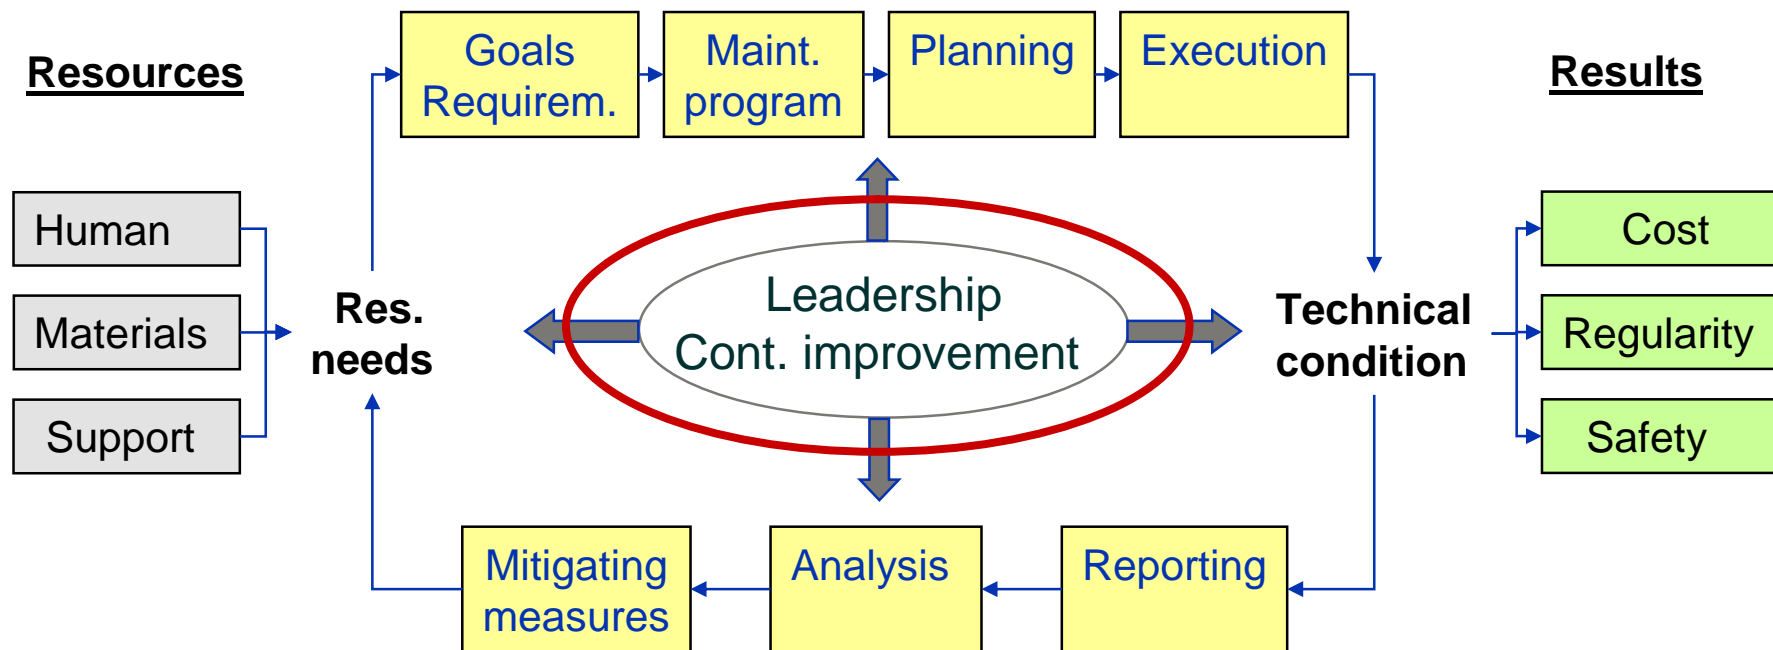 Resources
Human
Materials
Support
Res.
needs
Goals
Requirem.
Maint.
program
Planning
Execution
Leadership
Cont. improvement
Technical
condition
Mitigating
measures
Analysis
Reporting
Results
Cost
Regularity
Safety